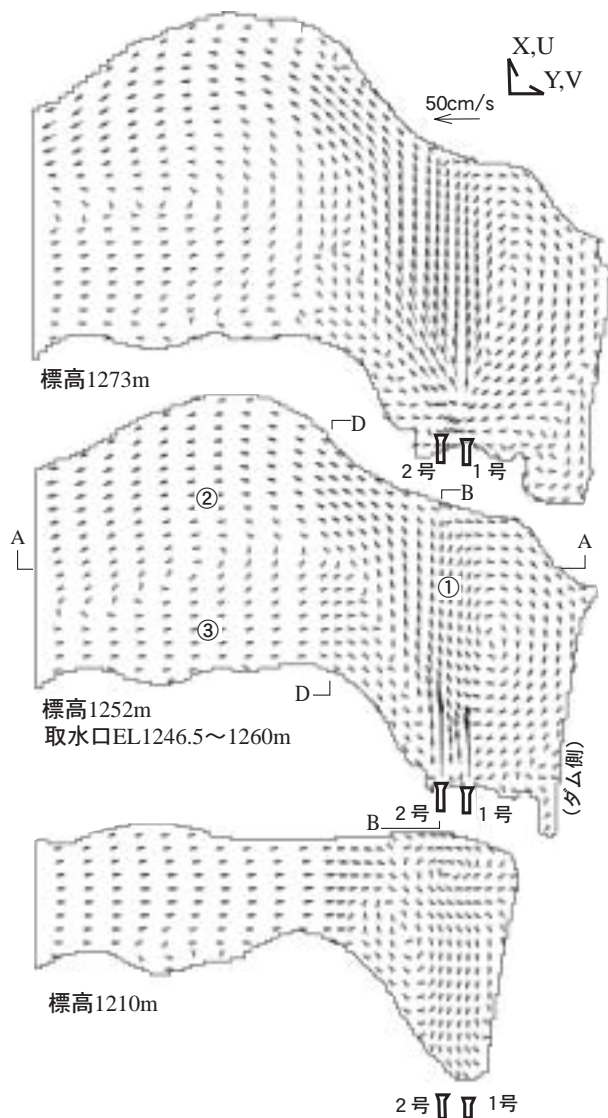 X,U
Y,V
50cm/s
標高1273m
2号 1号
D
B
②
A
A
①
③
D
標高1252m
取水口EL1246.5～1260m
(ダム側)
B
2号 1号
標高1210m
2号 1号